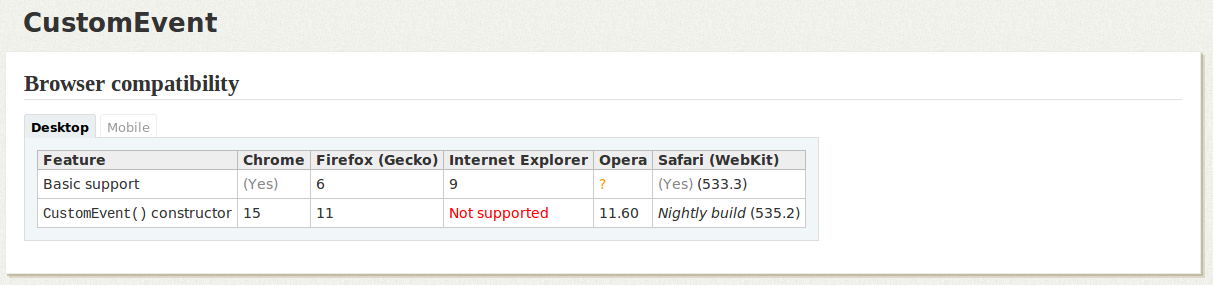 CustomEvent
Browser compatibility
Desktop Mobile
Feature Chrome Firefox (Gecko) Internet Explorer Opera Safari (WebKit)
Basic support (Yes) 6 9 ? (Yes) (533.3)
CustomEvent() constructor 15 11 Not supported 11.60 Nightly build (535.2)